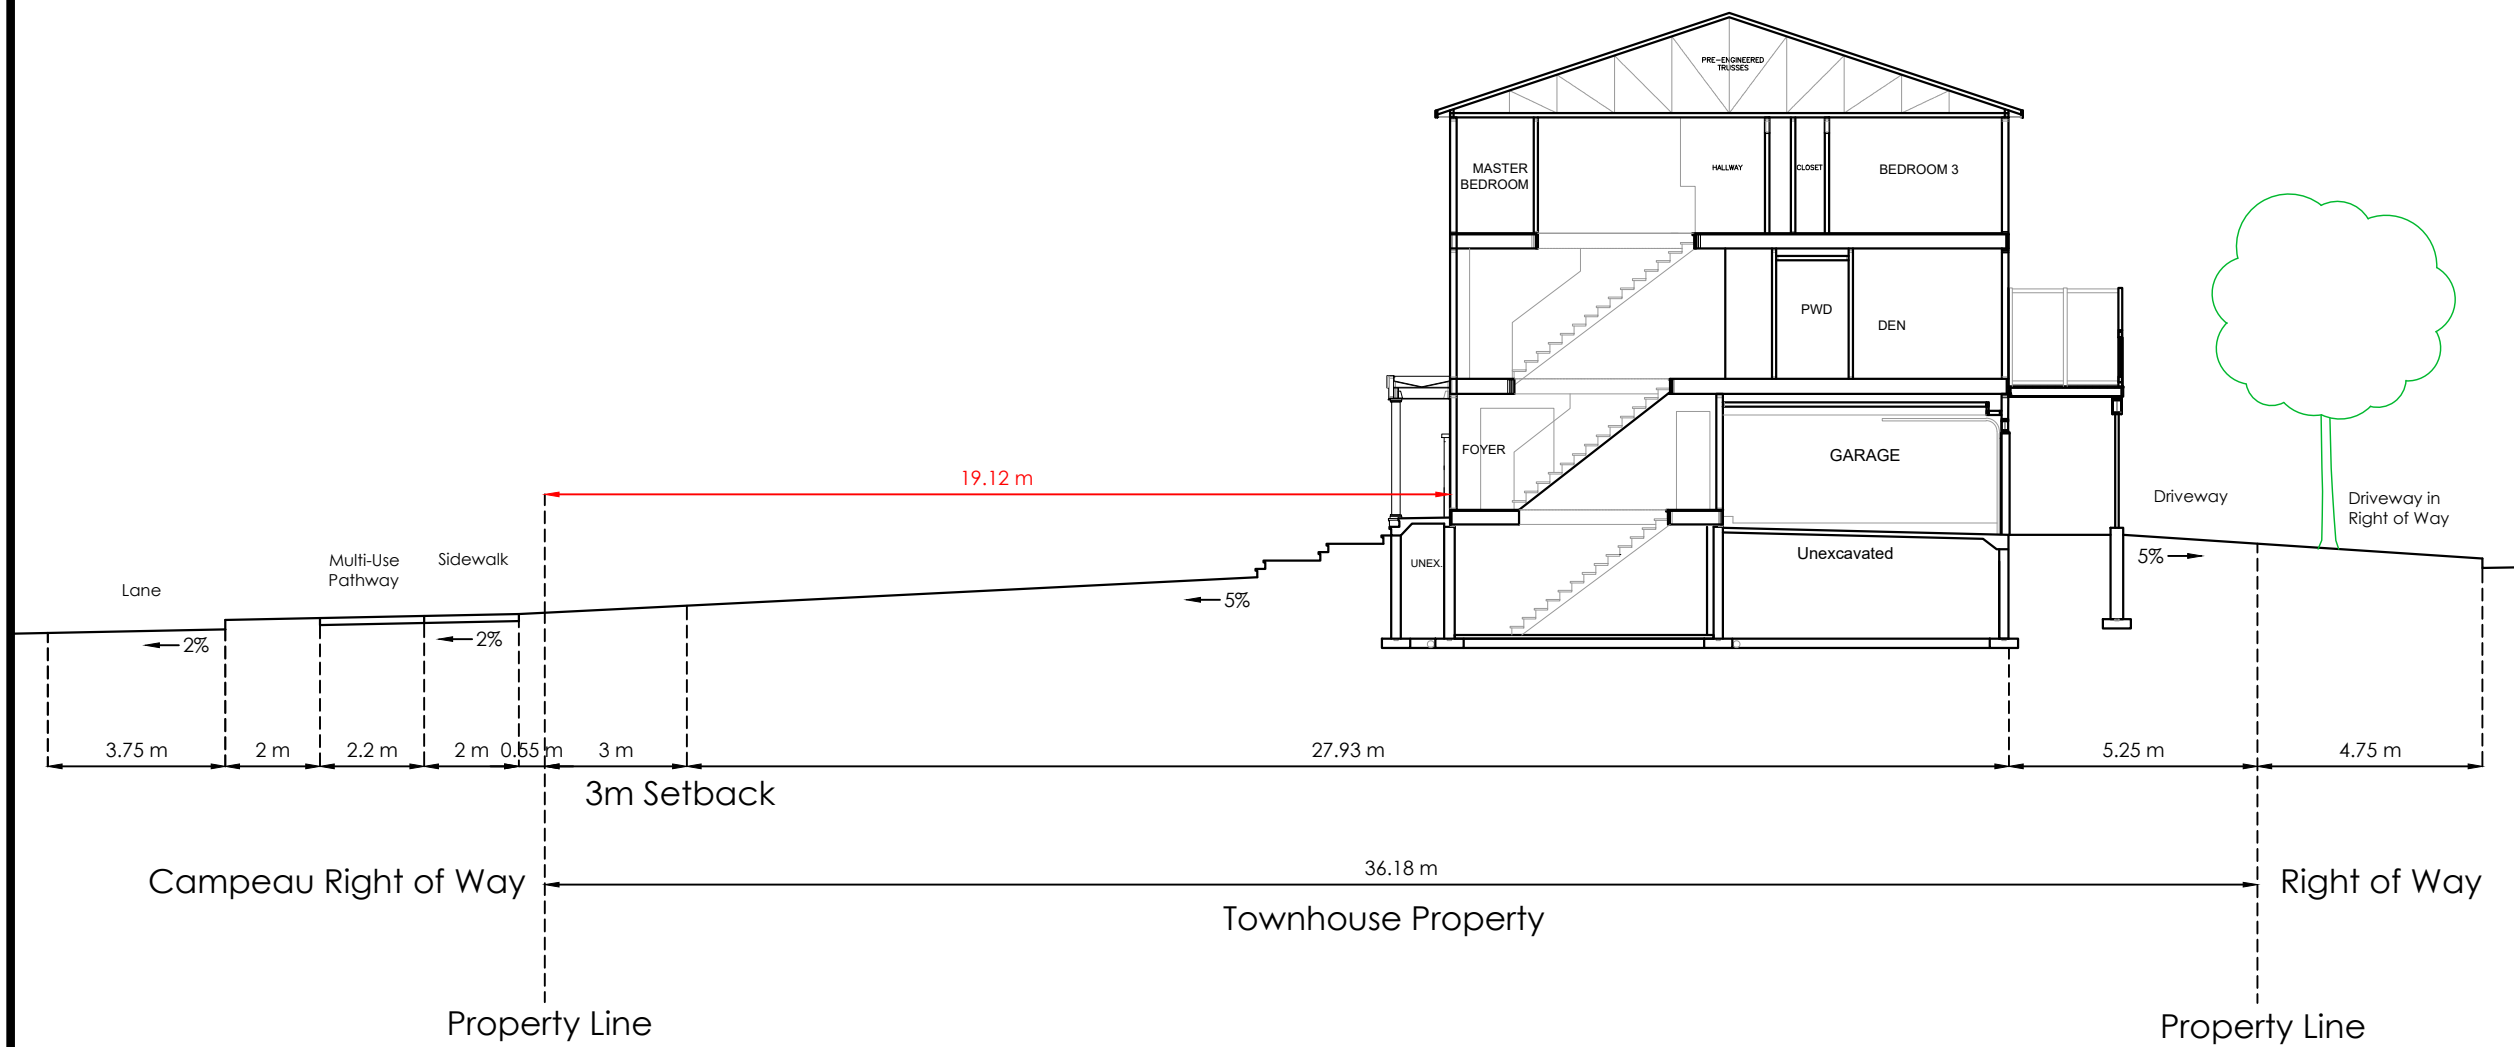 PRE-ENGINEERED
TRUSSES
MASTER
BEDROOM
HALLWAY
CLOSET
BEDROOM 3
PWD
DEN
FOYER
GARAGE
19.12 m
Driveway
Driveway in
Right of Way
Multi-Use
Pathway
Sidewalk
Lane
UNEX.
Unexcavated
5%
5%
2%
2%
3.75 m
2 m
2.2 m
2 m
0.55 m
3 m
27.93 m
5.25 m
4.75 m
3m Setback
36.18 m
Campeau Right of Way
Right of Way
Townhouse Property
Property Line
Property Line